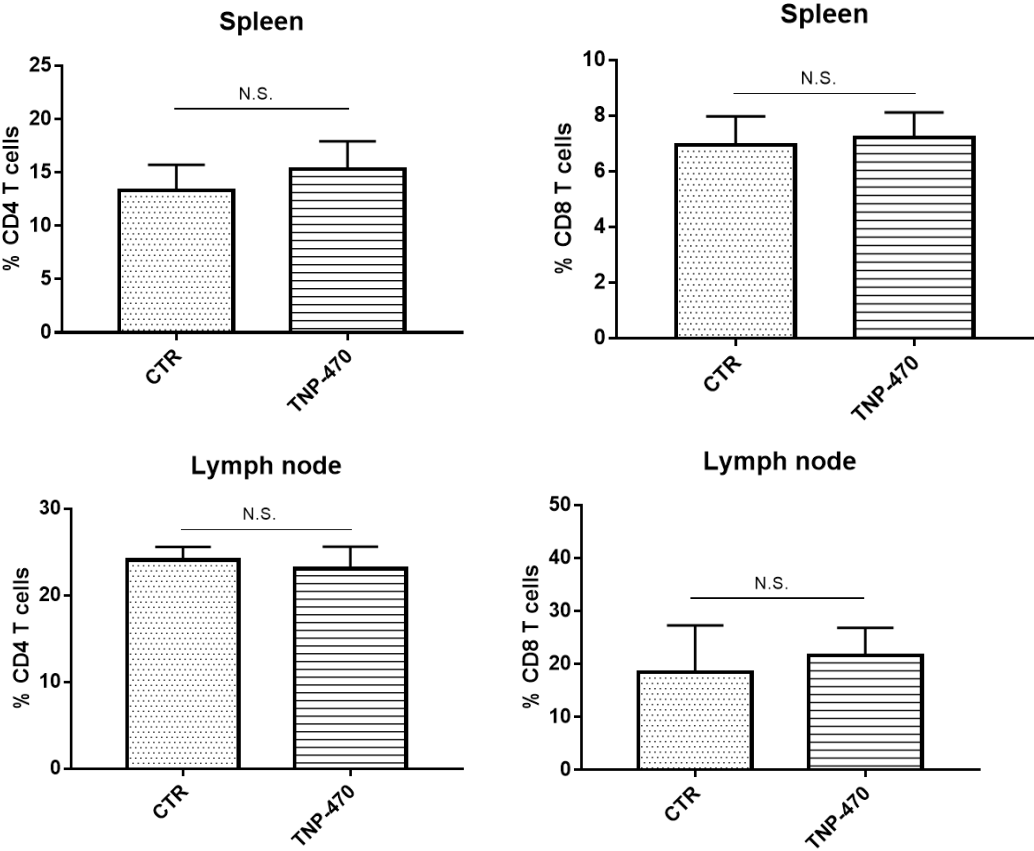 Spleen
% CD4 T cells
25
20
15
10
5
0
N.S.
CTR
TNP-470
Spleen
% CD8 T cells
10
8
6
4
2
0
N.S.
CTR
TNP-470
Lymph node
% CD4 T cells
30
20
10
0
N.S.
CTR
TNP-470
Lymph node
% CD8 T cells
50
40
30
20
10
0
N.S.
CTR
TNP-470